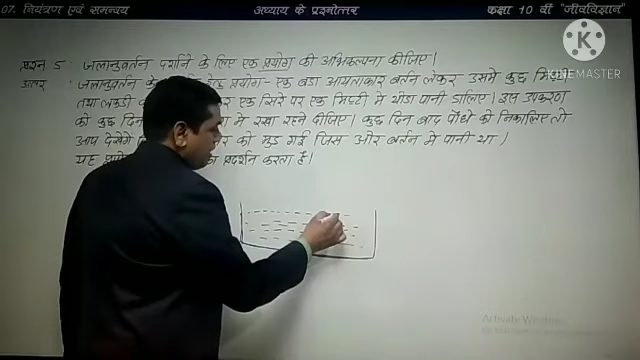 07. नियंत्रण एवं समन्वय अध्याय के प्रश्नोत्तर कक्षा 10 वी "जीवविज्ञान"
प्रश्न 5 : जलानुवर्तन दर्शाने के लिए एक प्रयोग की अभिकल्पना कीजिए।
उत्तर : जलानुवर्तन के प्रयोग - एक बडा आयताकार बर्तन लेकर उसमे कुछ
तथा लकडी एक सिरे पर एक मिट्टी मे थोडा पानी डालिए। इस उपकरण
को कुछ दिन मे रखा रहने दीजिए। कुछ दिन बाद पौधे को निकालिए तो
आप देखेगें को मुड गई जिस ओर बर्तन मे पानी था।
यह प्रदर्शन करता है।
KINEMASTER
Activate Windows